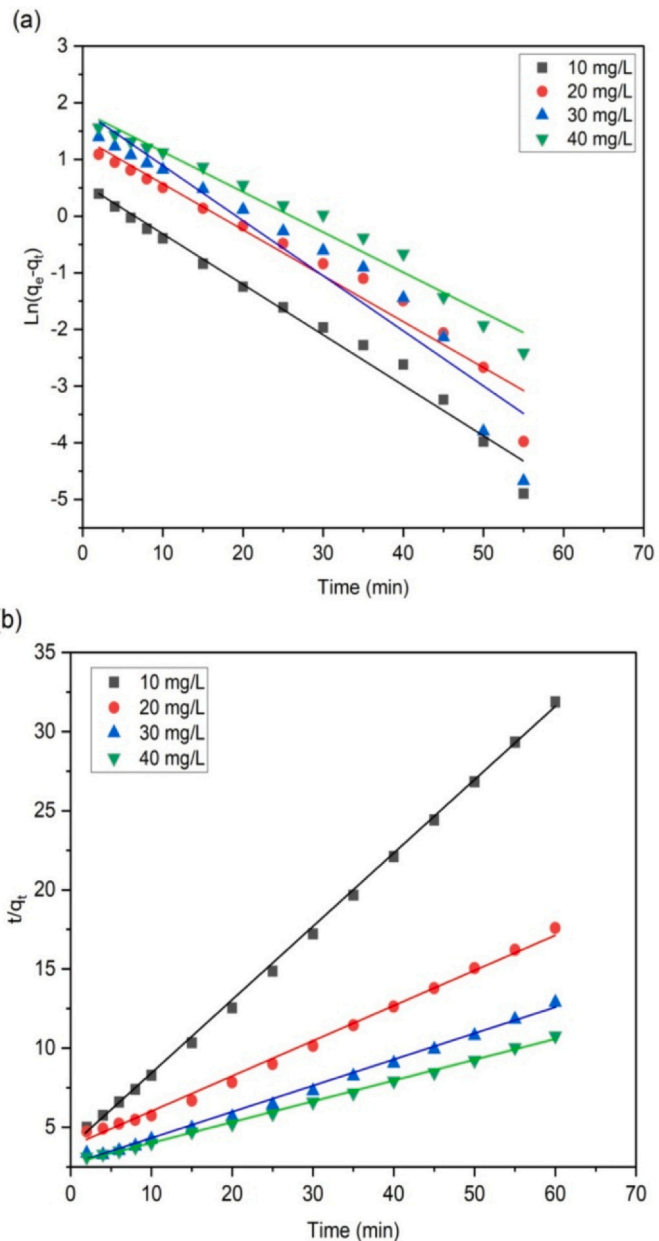 (a)
3
2
1
0
-1
-2
-3
-4
-5
Ln(qe-qt)
10 mg/L
20 mg/L
30 mg/L
40 mg/L
0 10 20 30 40 50 60 70
Time (min)
(b)
35
30
25
20
15
10
5
t/qt
10 mg/L
20 mg/L
30 mg/L
40 mg/L
0 10 20 30 40 50 60 70
Time (min)